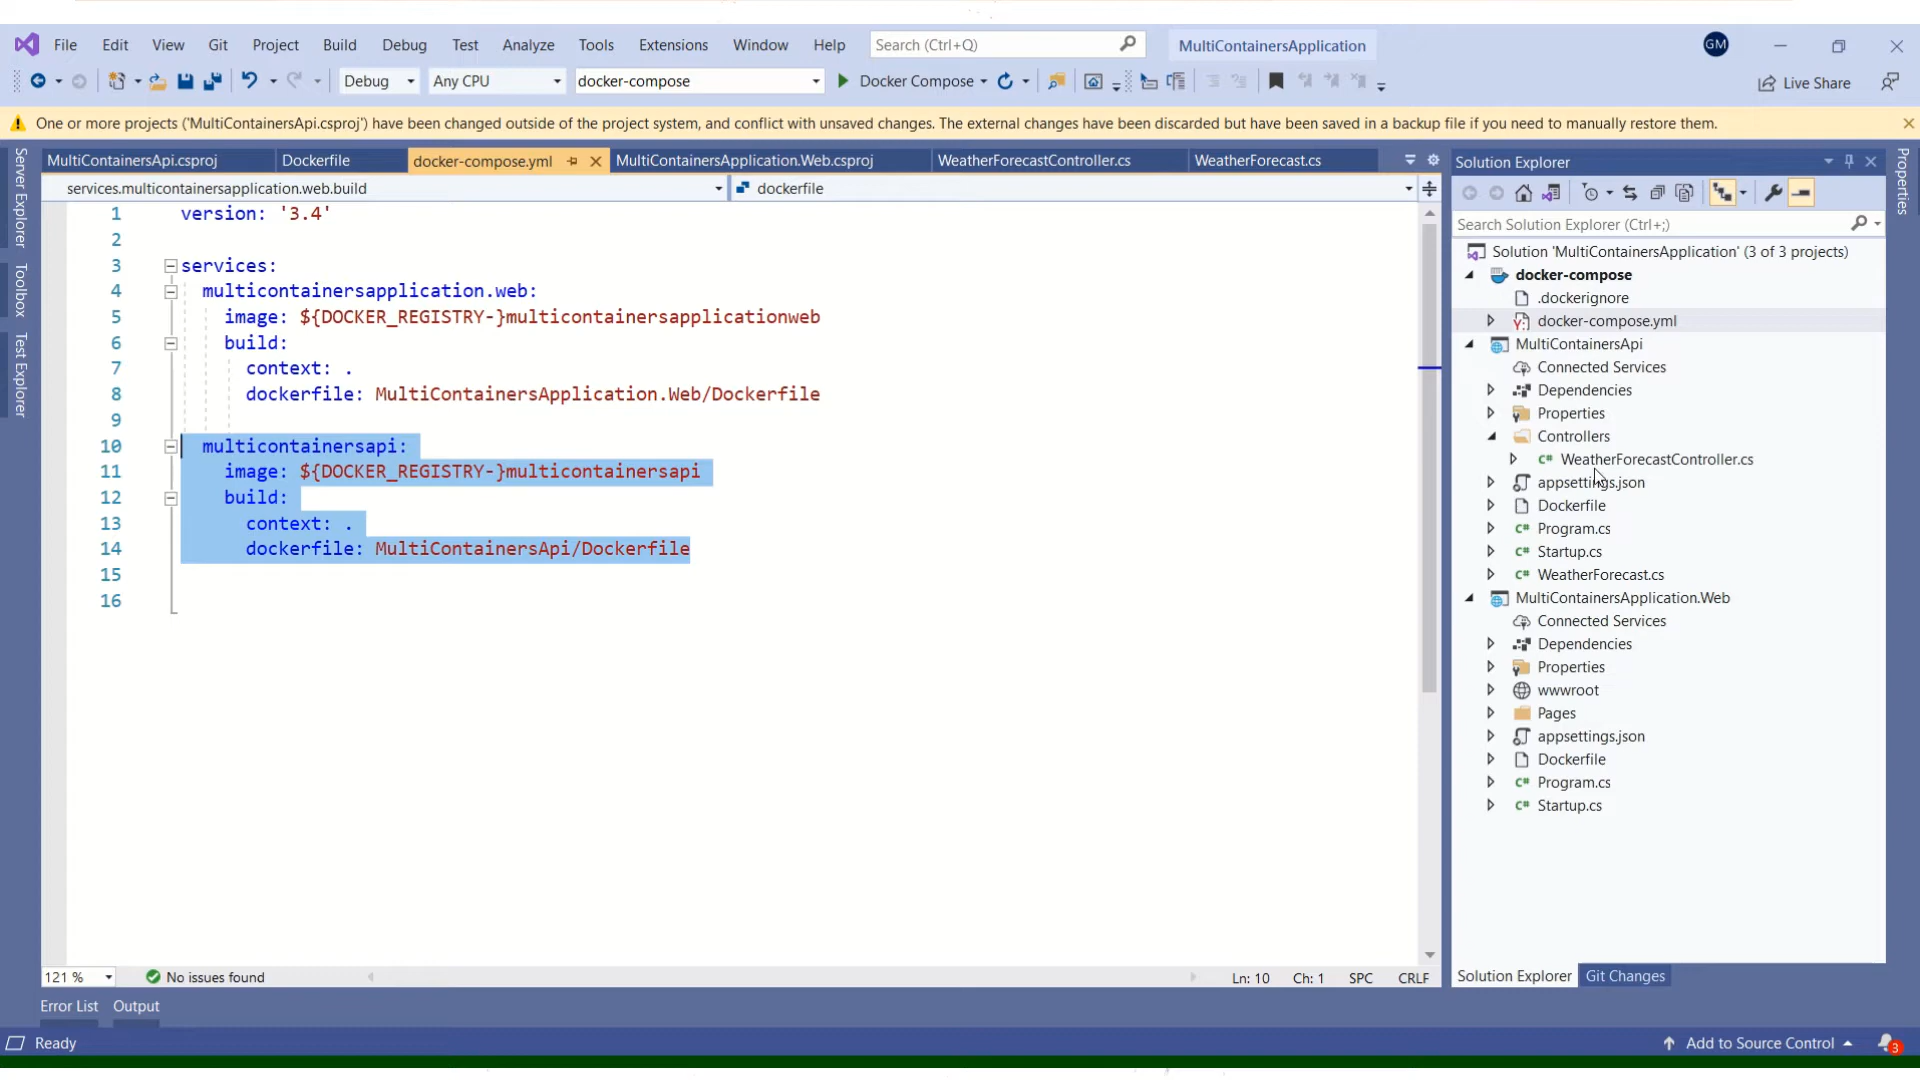 File Edit View Git Project Build Debug Test Analyze Tools Extensions Window Help Search (Ctrl+Q) MultiContainersApplication GM
Debug Any CPU docker-compose Docker Compose Live Share
One or more projects ('MultiContainersApi.csproj') have been changed outside of the project system, and conflict with unsaved changes. The external changes have been discarded but have been saved in a backup file if you need to manually restore them.
Server Explorer
Toolbox
Test Explorer
MultiContainersApi.csproj Dockerfile docker-compose.yml MultiContainersApplication.Web.csproj WeatherForecastController.cs WeatherForecast.cs
services.multicontainersapplication.web.build dockerfile
1 version: '3.4'
2
3 services:
4 multicontainersapplication.web:
5 image: ${DOCKER_REGISTRY-}multicontainersapplicationweb
6 build:
7 context: .
8 dockerfile: MultiContainersApplication.Web/Dockerfile
9
10 multicontainersapi:
11 image: ${DOCKER_REGISTRY-}multicontainersapi
12 build:
13 context: .
14 dockerfile: MultiContainersApi/Dockerfile
15
16
121 % No issues found Ln: 10 Ch: 1 SPC CRLF
Error List Output
Solution Explorer
Properties
Search Solution Explorer (Ctrl+;)
Solution 'MultiContainersApplication' (3 of 3 projects)
docker-compose
.dockerignore
docker-compose.yml
MultiContainersApi
Connected Services
Dependencies
Properties
Controllers
C# WeatherForecastController.cs
appsettings.json
Dockerfile
C# Program.cs
C# Startup.cs
C# WeatherForecast.cs
MultiContainersApplication.Web
Connected Services
Dependencies
Properties
wwwroot
Pages
appsettings.json
Dockerfile
C# Program.cs
C# Startup.cs
Solution Explorer Git Changes
Ready Add to Source Control 3